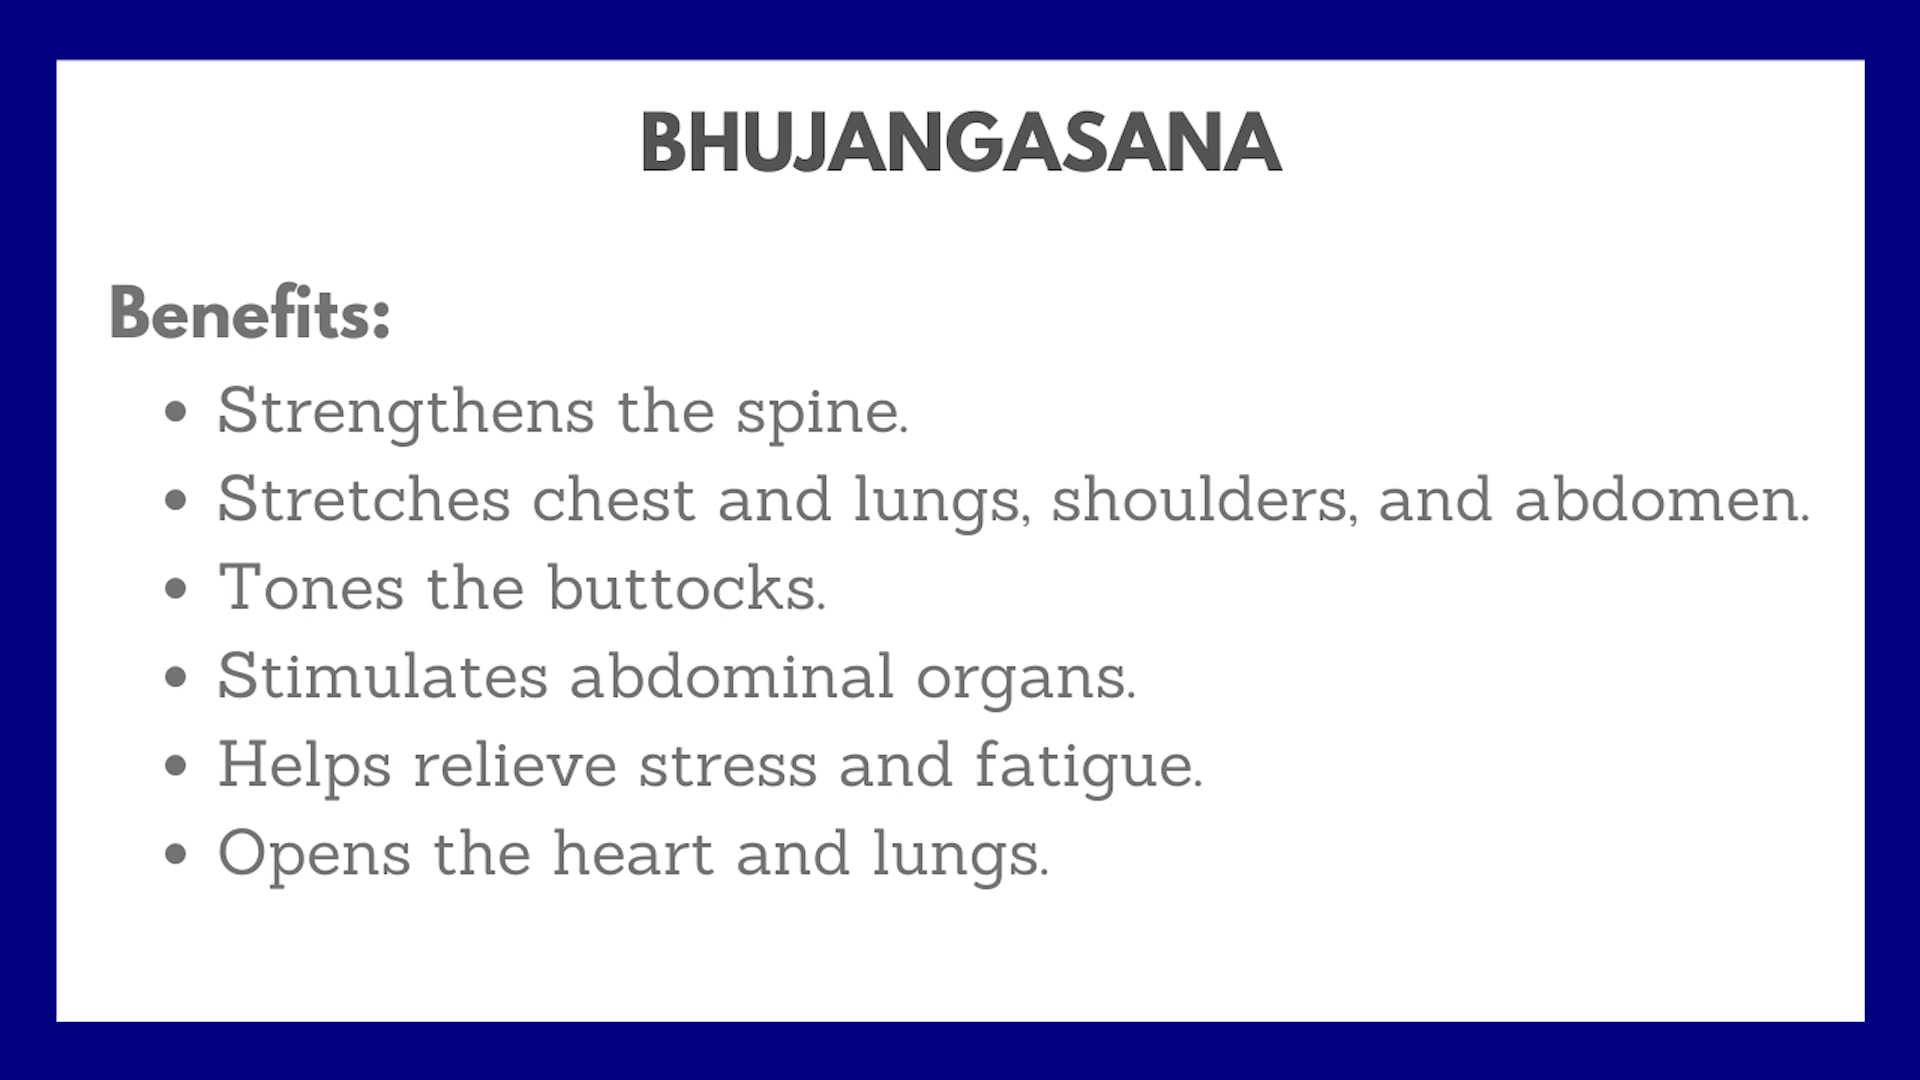 BHUJANGASANA
Benefits:
• Strengthens the spine.
• Stretches chest and lungs, shoulders, and abdomen.
• Tones the buttocks.
• Stimulates abdominal organs.
• Helps relieve stress and fatigue.
• Opens the heart and lungs.